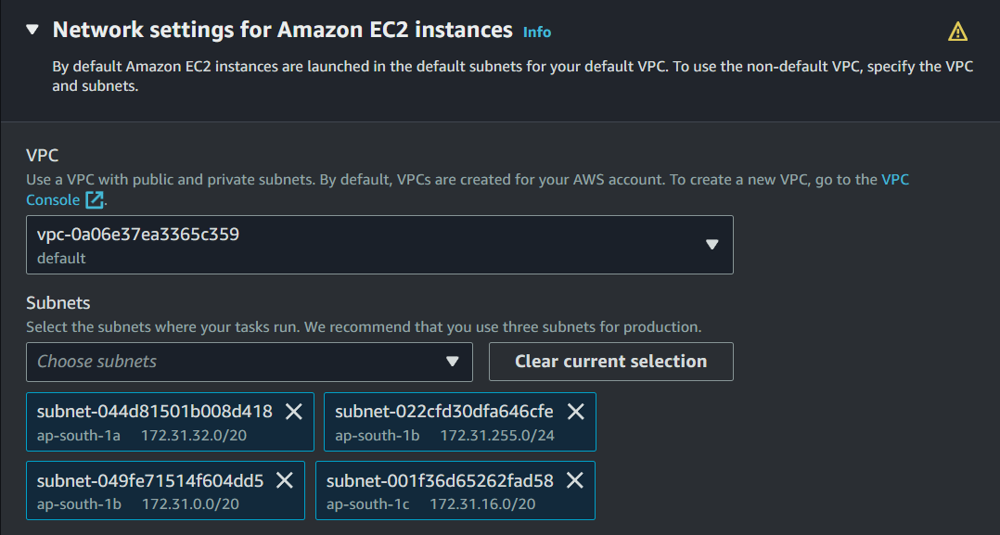 Network settings for Amazon EC2 instances Info
By default Amazon EC2 instances are launched in the default subnets for your default VPC. To use the non-default VPC, specify the VPC
and subnets.
VPC
Use a VPC with public and private subnets. By default, VPCs are created for your AWS account. To create a new VPC, go to the VPC
Console .
vpc-0a06e37ea3365c359
default
Subnets
Select the subnets where your tasks run. We recommend that you use three subnets for production.
Choose subnets Clear current selection
subnet-044d81501b008d418 subnet-022cfd30dfa646cfe
ap-south-1a 172.31.32.0/20 ap-south-1b 172.31.255.0/24
subnet-049fe71514f604dd5 subnet-001f36d65262fad58
ap-south-1b 172.31.0.0/20 ap-south-1c 172.31.16.0/20